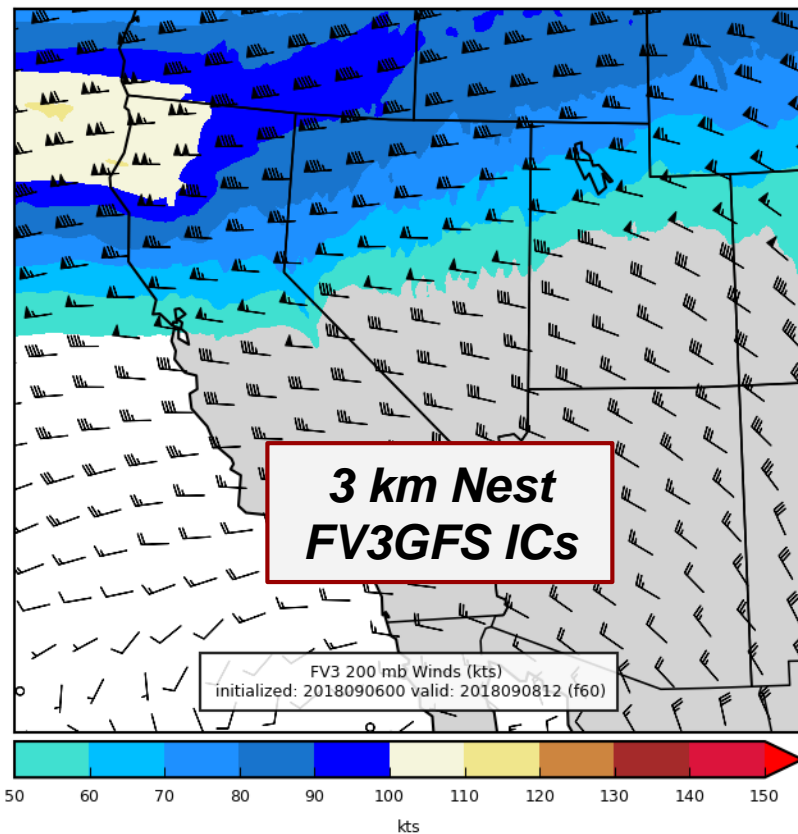 3 km Nest
FV3GFS ICs
FV3 200 mb Winds (kts)
initialized: 2018090600 valid: 2018090812 (f60)
50 60 70 80 90 100 110 120 130 140 150
kts